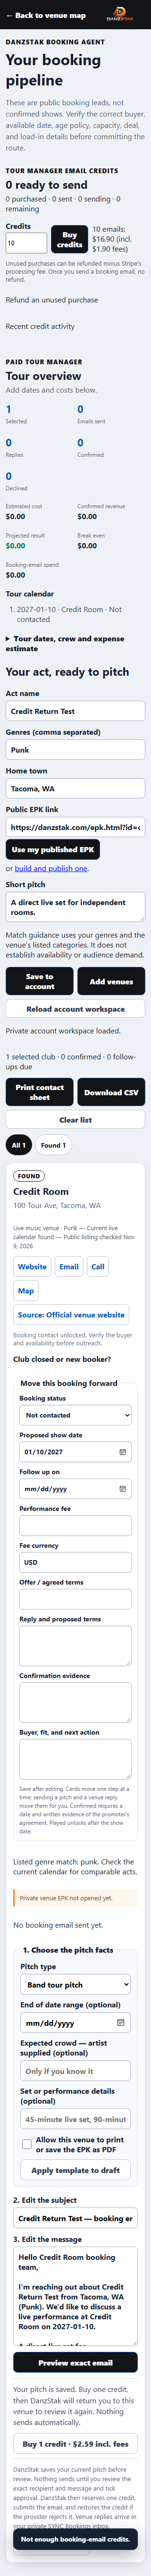 ← Back to venue map
DANZSTAK
DANZSTAK BOOKING AGENT
Your booking
pipeline
These are public booking leads, not
confirmed shows. Verify the correct buyer,
available date, age policy, capacity, deal,
and load-in details before committing the
route.
TOUR MANAGER EMAIL CREDITS
0 ready to send
0 purchased · 0 sent · 0 sending · 0
remaining
Credits
10
Buy
credits
10 emails:
$16.90 (incl.
$1.90 fees)
Unused purchases can be refunded minus Stripe's
processing fee. Once you send a booking email, no
refund.
Refund an unused purchase
Recent credit activity
PAID TOUR MANAGER
Tour overview
Add dates and costs below.
1
Selected
0
Emails sent
0
Replies
0
Confirmed
0
Declined
Estimated cost
$0.00
Confirmed revenue
$0.00
Projected result
$0.00
Break even
$0.00
Booking-email spend
$0.00
Tour calendar
1. 2027-01-10 · Credit Room · Not
contacted
▶ Tour dates, crew and expense
estimate
Your act, ready to pitch
Act name
Credit Return Test
Genres (comma separated)
Punk
Home town
Tacoma, WA
Public EPK link
https://danzstak.com/epk.html?id=c
Use my published EPK
or build and publish one.
Short pitch
A direct live set for independent
rooms.
Match guidance uses your genres and the
venue's listed categories. It does not
establish availability or audience demand.
Save to
account
Add venues
Reload account workspace
Private account workspace loaded.
1 selected club · 0 confirmed · 0 follow-
ups due
Print contact
sheet
Download CSV
Clear list
All 1
Found 1
FOUND
Credit Room
100 Tour Ave, Tacoma, WA
Live music venue · Punk — Current live
calendar found — Public listing checked Nov
9, 2026
Website
Email
Call
Map
Source: Official venue website
Booking contact unlocked. Verify the buyer
and availability before outreach.
Club closed or new booker?
Move this booking forward
Booking status
Not contacted
Proposed show date
01/10/2027
Follow up on
mm/dd/yyyy
Performance fee
Fee currency
USD
Offer / agreed terms
Reply and proposed terms
Confirmation evidence
Buyer, fit, and next action
Save after editing. Cards move one step at a
time; sending a pitch and a venue reply
move them for you. Confirmed requires a
date and written evidence of the promoter's
agreement. Played unlocks after the show
date.
Listed genre match: punk. Check the
current calendar for comparable acts.
Private venue EPK not opened yet.
No booking email sent yet.
1. Choose the pitch facts
Pitch type
Band tour pitch
End of date range (optional)
mm/dd/yyyy
Expected crowd — artist
supplied (optional)
Only if you know it
Set or performance details
(optional)
45-minute live set, 90-minut
Allow this venue to print
or save the EPK as PDF
Apply template to draft
2. Edit the subject
Credit Return Test — booking en
3. Edit the message
Hello Credit Room booking
team,
I'm reaching out about Credit
Return Test from Tacoma, WA
(Punk). We'd like to discuss a
live performance at Credit
Room on 2027-01-10.
Preview exact email
Your pitch is saved. Buy one credit,
then DanzStak will return you to this
venue to review it again. Nothing
sends automatically.
Buy 1 credit · $2.59 incl. fees
DanzStak saves your current pitch before
review. Nothing sends until you review the
exact recipient and message and tick
approval. DanzStak then reserves one credit,
submits the email, and restores the credit if
the provider rejects it. Venue replies arrive in
your private SYNC Bookings inbox.
Not enough booking-email credits.